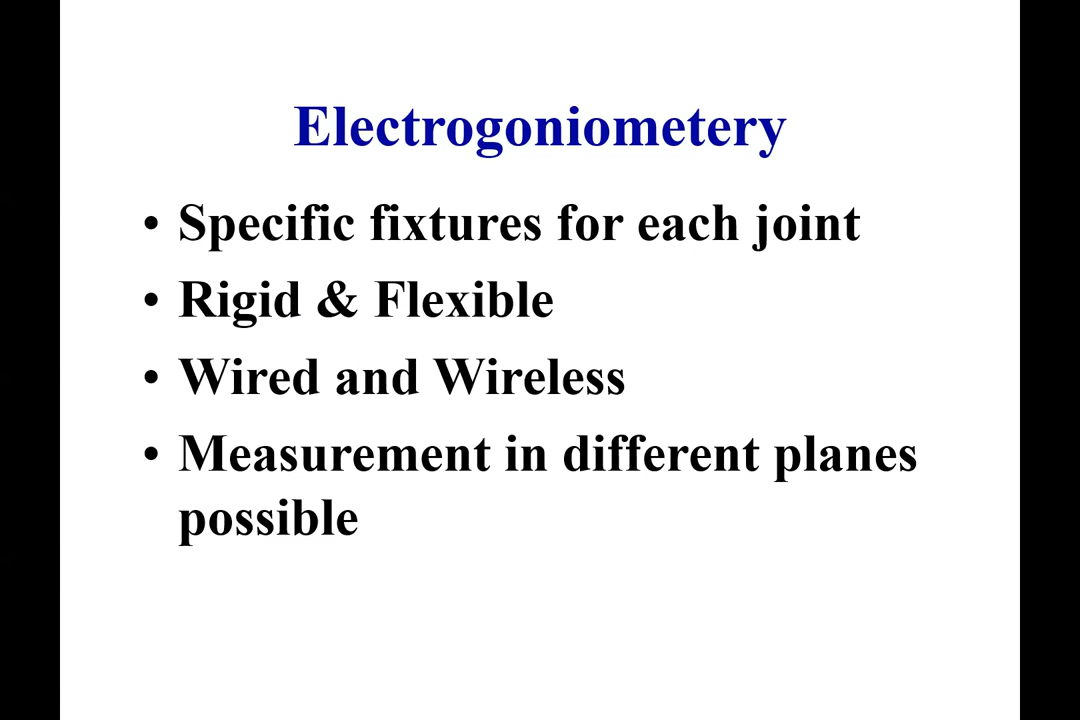 Electrogoniometery
• Specific fixtures for each joint
• Rigid & Flexible
• Wired and Wireless
• Measurement in different planes
possible